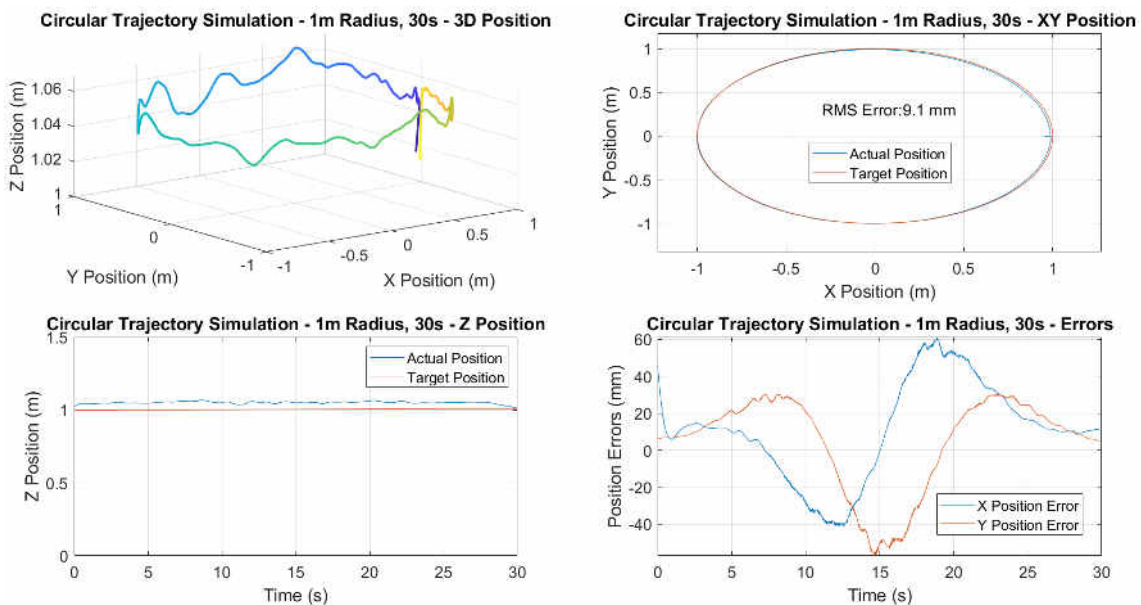 Circular Trajectory Simulation - 1m Radius, 30s - 3D Position
Z Position (m)
1.06
1.04
1.02
1
1
0
-1
Y Position (m)
-1
-0.5
0
0.5
1
X Position (m)
Circular Trajectory Simulation - 1m Radius, 30s - XY Position
Y Position (m)
1
0.5
0
-0.5
-1
RMS Error:9.1 mm
Actual Position
Target Position
-1
-0.5
0
0.5
1
X Position (m)
Circular Trajectory Simulation - 1m Radius, 30s - Z Position
Z Position (m)
1.5
1
0.5
0
Actual Position
Target Position
0
5
10
15
20
25
30
Time (s)
Circular Trajectory Simulation - 1m Radius, 30s - Errors
Position Errors (mm)
60
40
20
0
-20
-40
X Position Error
Y Position Error
0
5
10
15
20
25
30
Time (s)